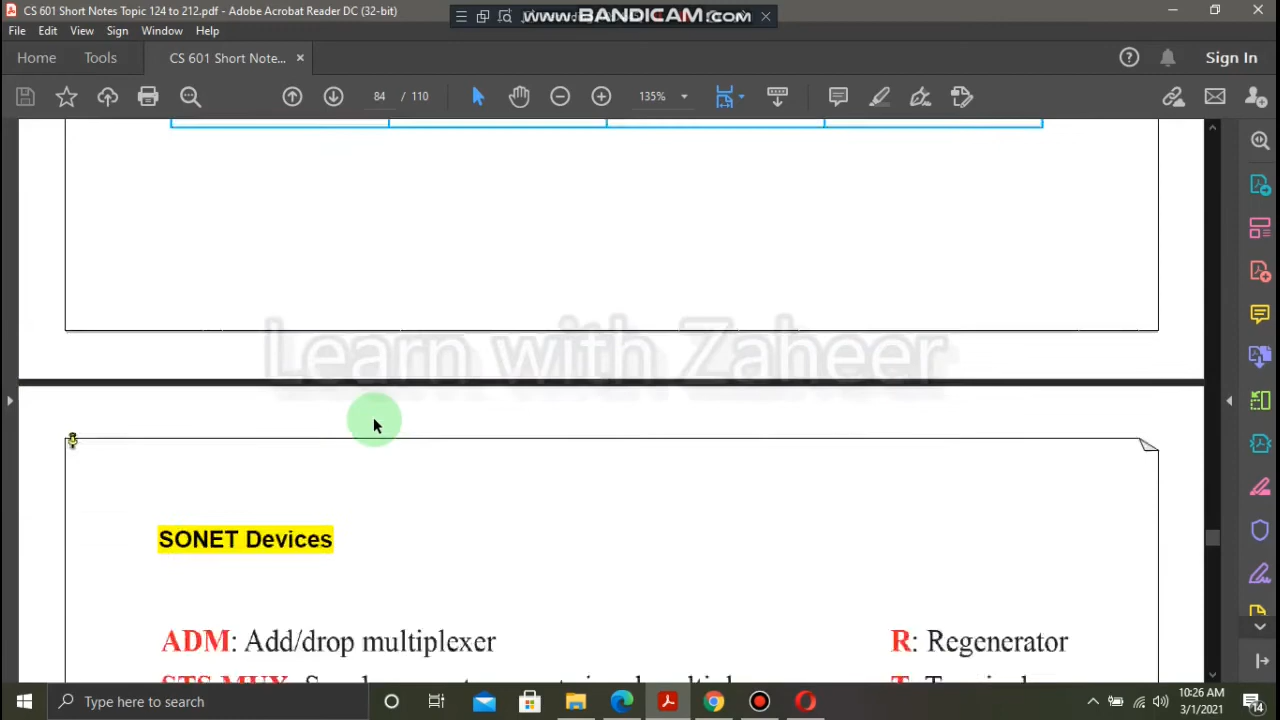 CS 601 Short Notes Topic 124 to 212.pdf - Adobe Acrobat Reader DC (32-bit)
www.BANDICAM.com
File Edit View Sign Window Help
Home Tools CS 601 Short Note... × Sign In
84 / 110 135%
Learn with Zaheer
SONET Devices
ADM: Add/drop multiplexer R: Regenerator
Type here to search
10:26 AM
3/1/2021
14